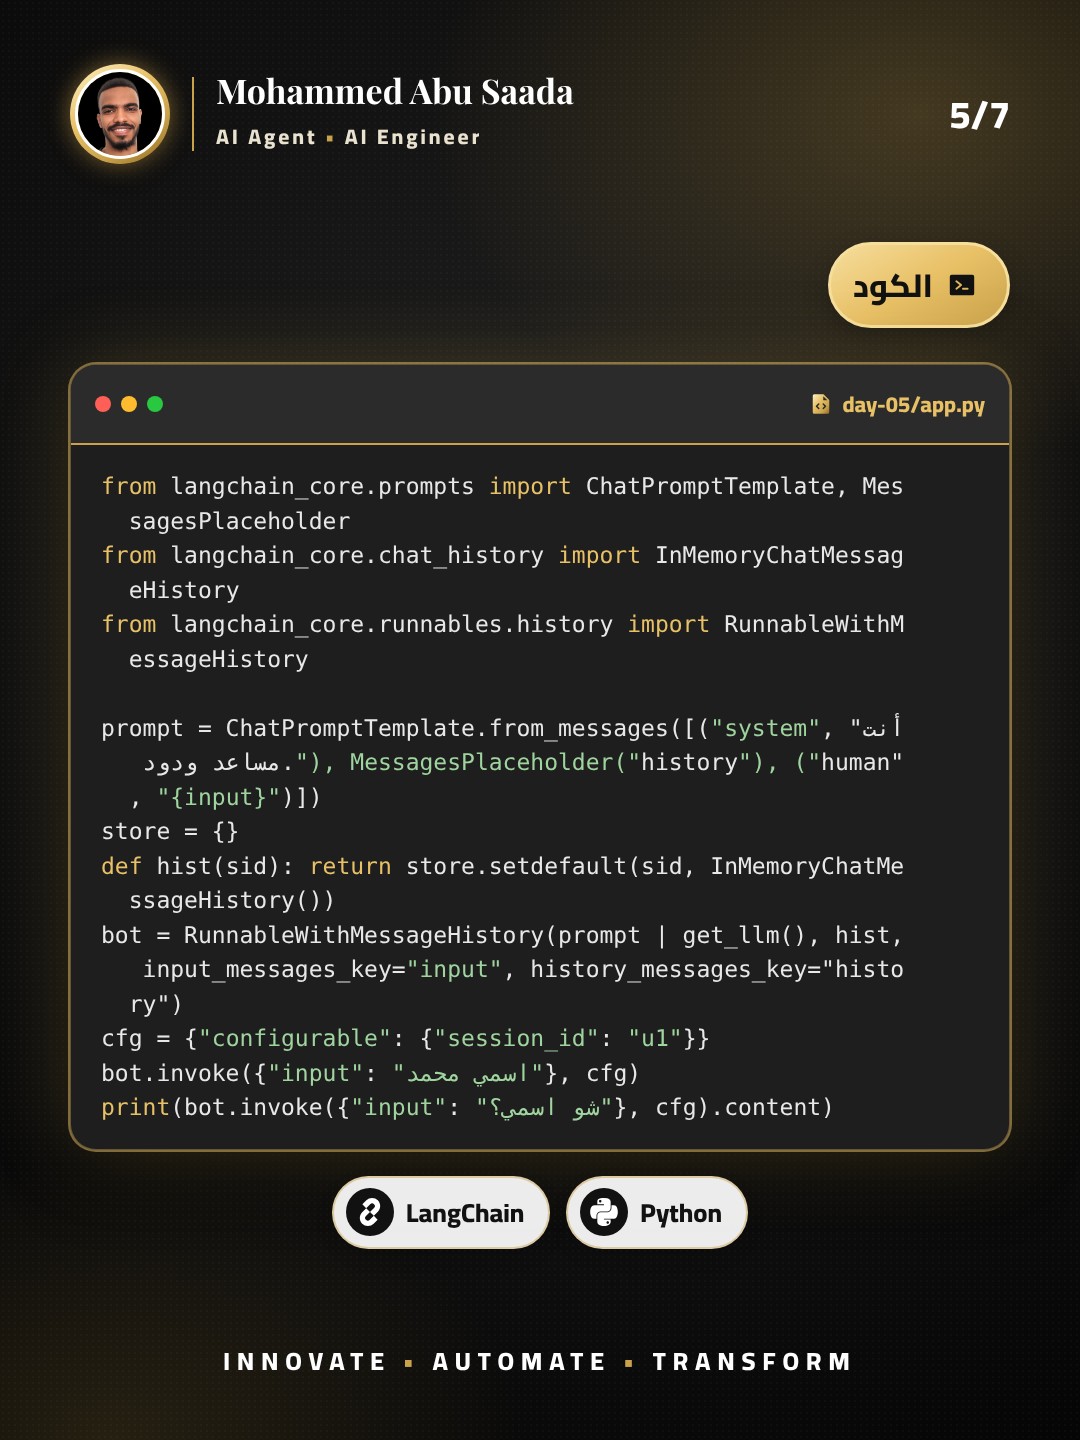 Mohammed Abu Saada
AI Agent ▪ AI Engineer
5/7
الكود
day-05/app.py
from langchain_core.prompts import ChatPromptTemplate, Mes
sagesPlaceholder
from langchain_core.chat_history import InMemoryChatMessag
eHistory
from langchain_core.runnables.history import RunnableWithM
essageHistory
prompt = ChatPromptTemplate.from_messages([("system", "أنت
مساعد ودود."), MessagesPlaceholder("history"), ("human"
, "{input}")])
store = {}
def hist(sid): return store.setdefault(sid, InMemoryChatMe
ssageHistory())
bot = RunnableWithMessageHistory(prompt | get_llm(), hist,
input_messages_key="input", history_messages_key="histo
ry")
cfg = {"configurable": {"session_id": "u1"}}
bot.invoke({"input": "اسمي محمد"}, cfg)
print(bot.invoke({"input": "شو اسمي؟"}, cfg).content)
LangChain
Python
INNOVATE ▪ AUTOMATE ▪ TRANSFORM